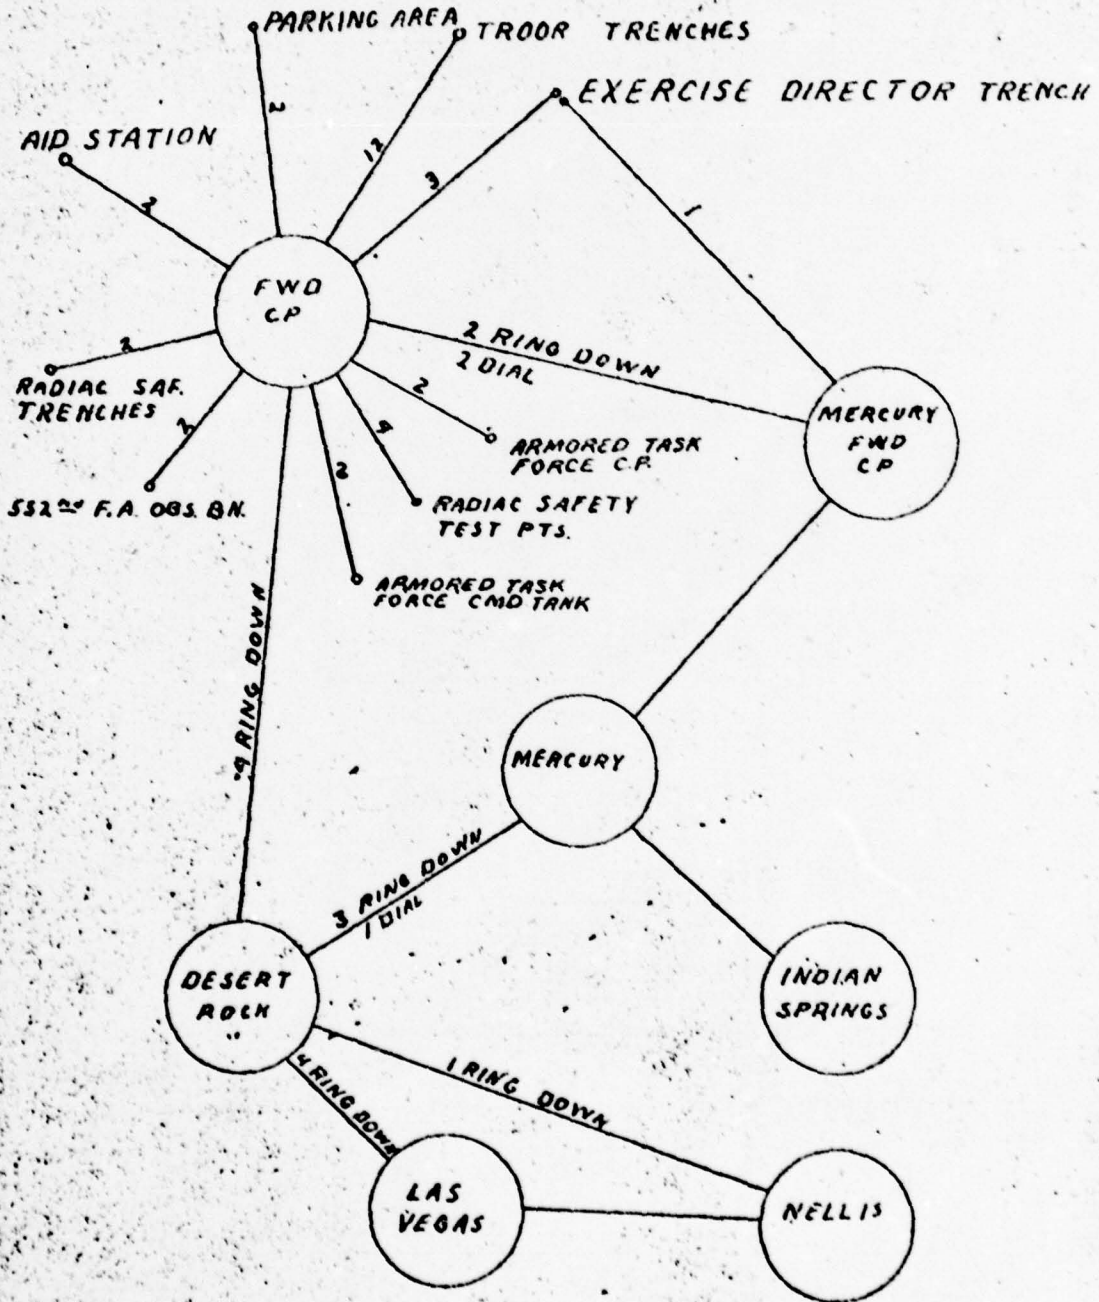 PARKING AREA
TROOR TRENCHES
2
EXERCISE DIRECTOR TRENCH
AID STATION
12
3
2
1
FWD
CP
2 RING DOWN
2 DIAL
2
RADIAC SAF.
TRENCHES
2
4
MERCURY
FWD
CP
2
ARMORED TASK
FORCE C.P.
2
552nd F.A. OBS. BN.
RADIAC SAFETY
TEST PTS.
ARMORED TASK
FORCE CMD TANK
4 RING DOWN
MERCURY
3 RING DOWN
1 DIAL
DESERT
ROCK
INDIAN
SPRINGS
4 RING DOWN
1 RING DOWN
LAS
VEGAS
NELLIS